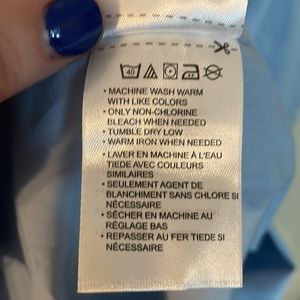 40
• MACHINE WASH WARM
WITH LIKE COLORS
• ONLY NON-CHLORINE
BLEACH WHEN NEEDED
• TUMBLE DRY LOW
• WARM IRON WHEN NEEDED
• LAVER EN MACHINE À L'EAU
TIEDE AVEC COULEURS
SIMILAIRES
• SEULEMENT AGENT DE
BLANCHIMENT SANS CHLORE SI
NÉCESSAIRE
• SÉCHER EN MACHINE AU
RÉGLAGE BAS
• REPASSER AU FER TIEDE SI
NÉCESSAIRE